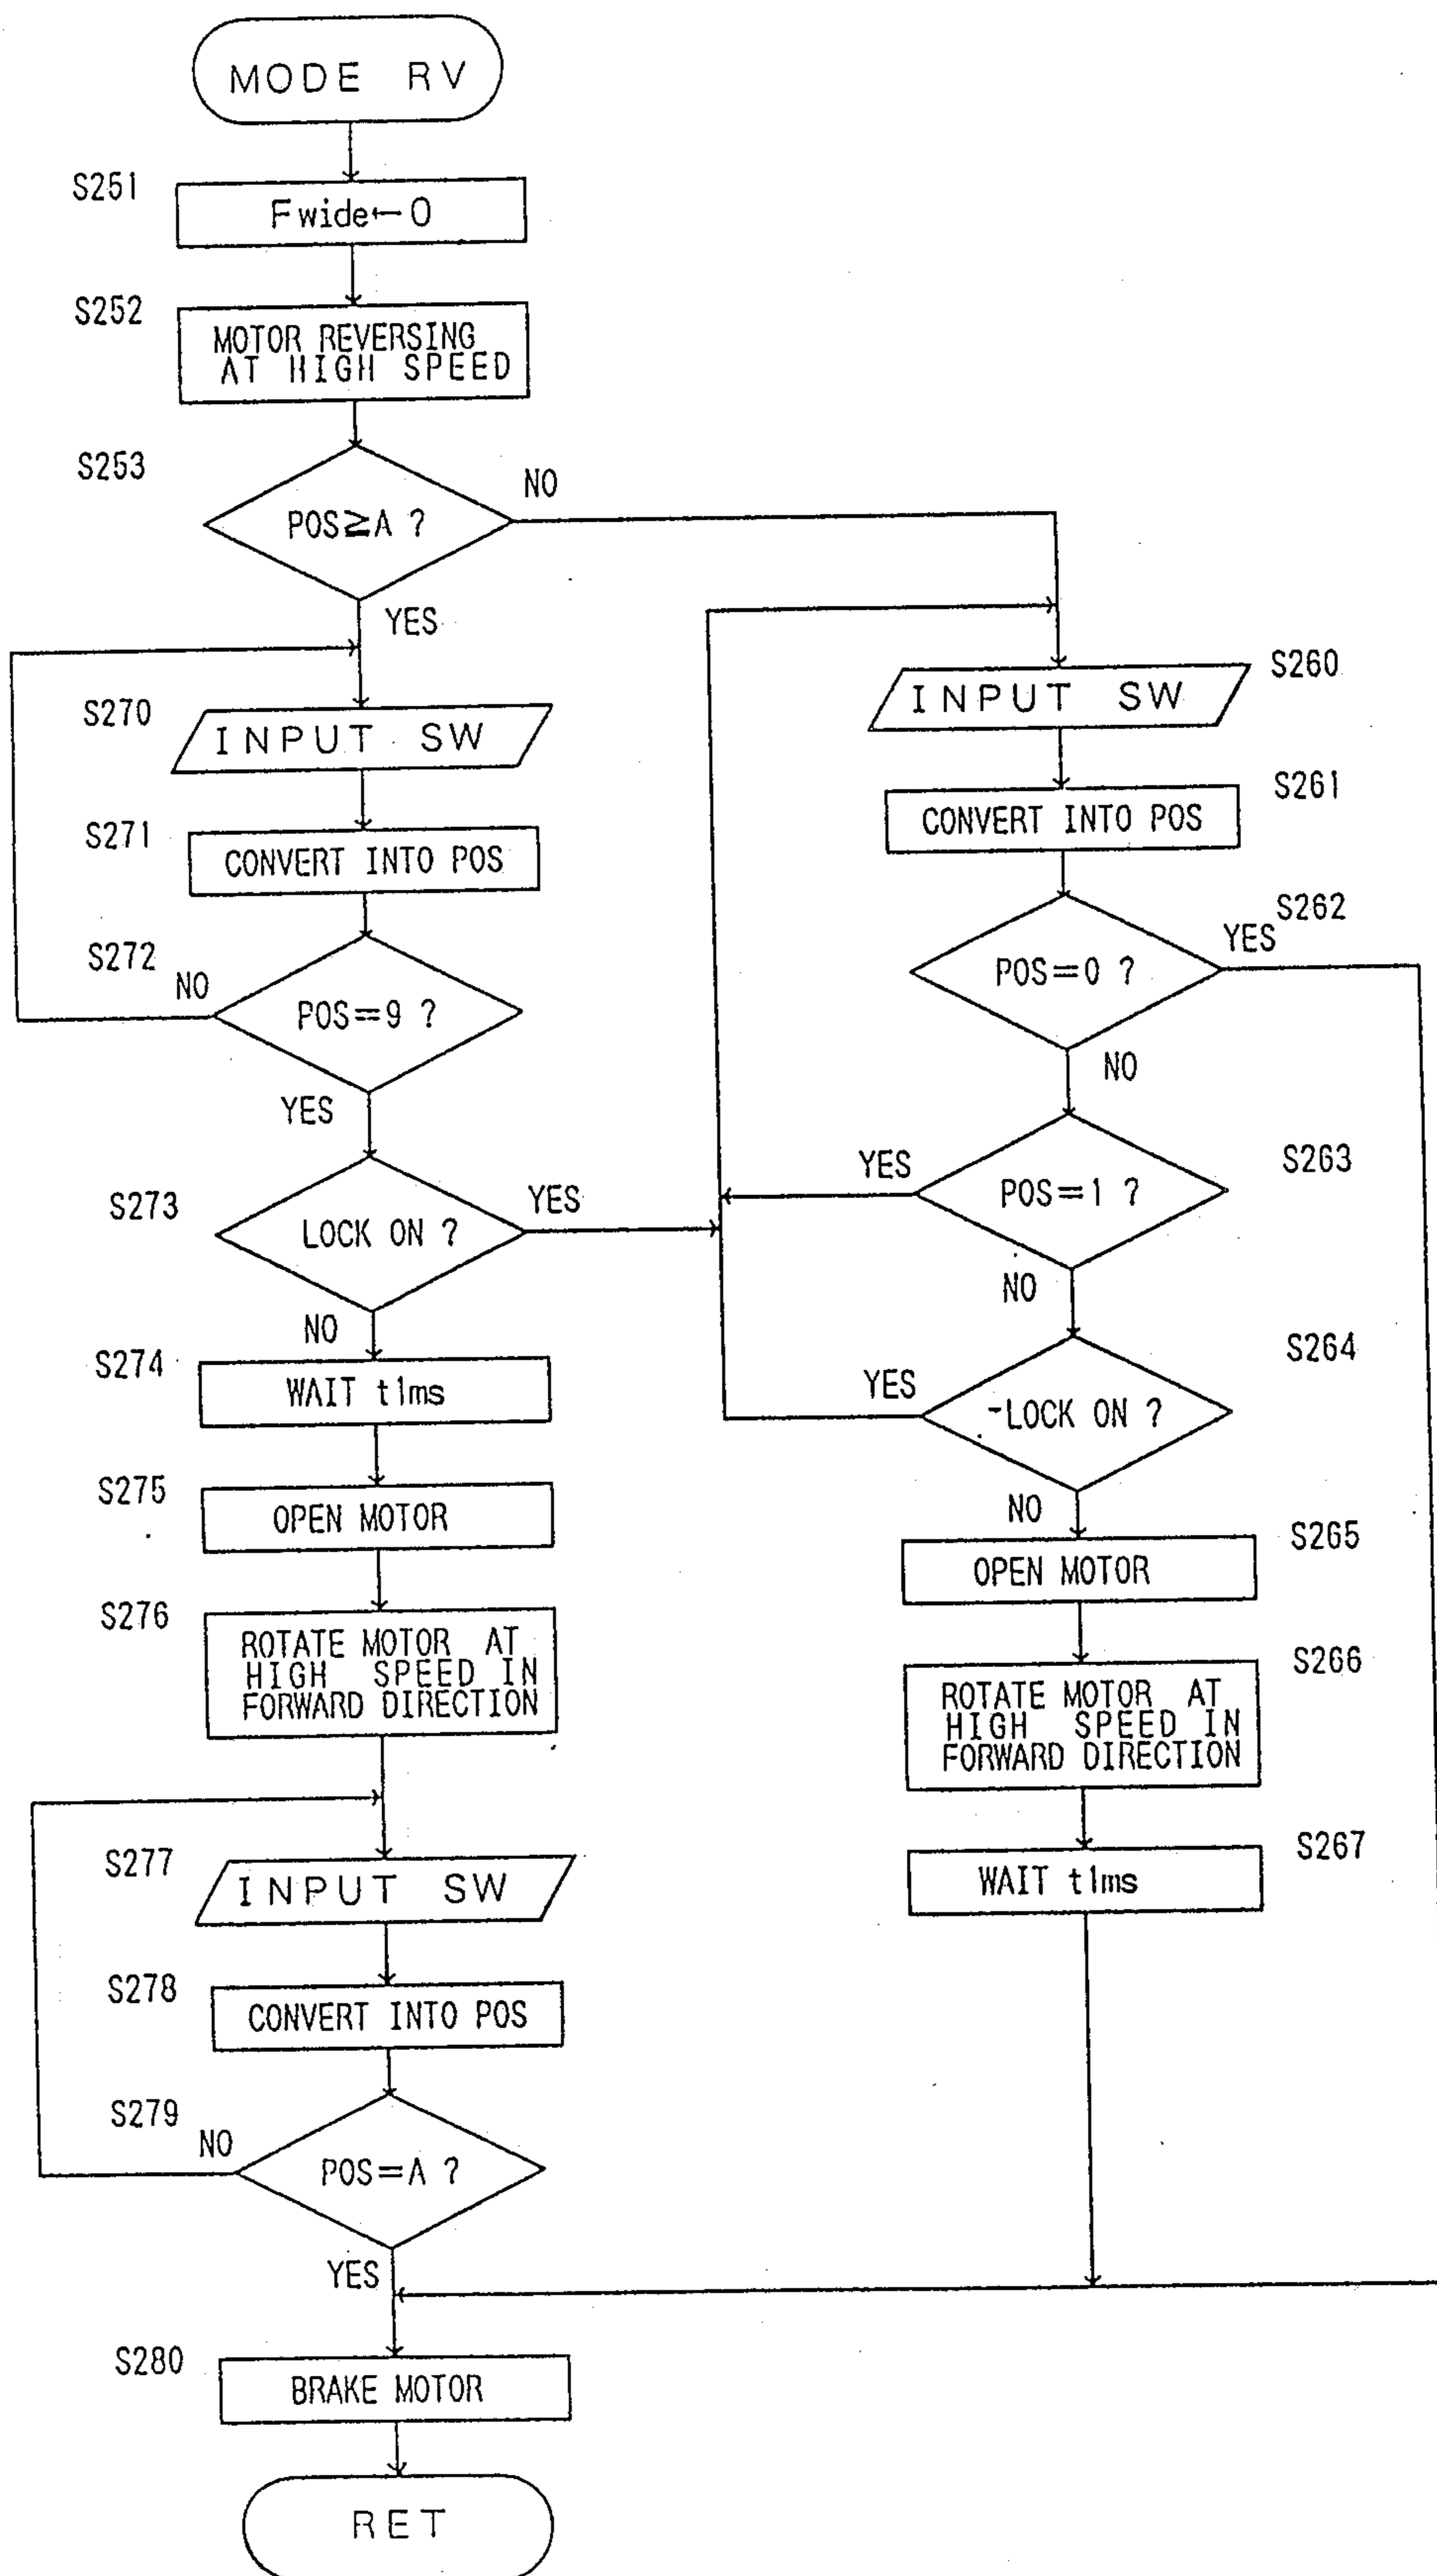 MODE RV
S251
Fwide←0
S252
MOTOR REVERSING
AT HIGH SPEED
S253
POS≧A ?
NO
YES
S270
INPUT SW
S271
CONVERT INTO POS
S272
NO
POS=9 ?
YES
S273
LOCK ON ?
YES
NO
S274
WAIT t1ms
S275
OPEN MOTOR
S276
ROTATE MOTOR AT
HIGH SPEED IN
FORWARD DIRECTION
S277
INPUT SW
S278
CONVERT INTO POS
S279
NO
POS=A ?
YES
S260
INPUT SW
S261
CONVERT INTO POS
S262
YES
POS=0 ?
NO
S263
YES
POS=1 ?
NO
S264
YES
-LOCK ON ?
NO
S265
OPEN MOTOR
S266
ROTATE MOTOR AT
HIGH SPEED IN
FORWARD DIRECTION
S267
WAIT t1ms
S280
BRAKE MOTOR
RET